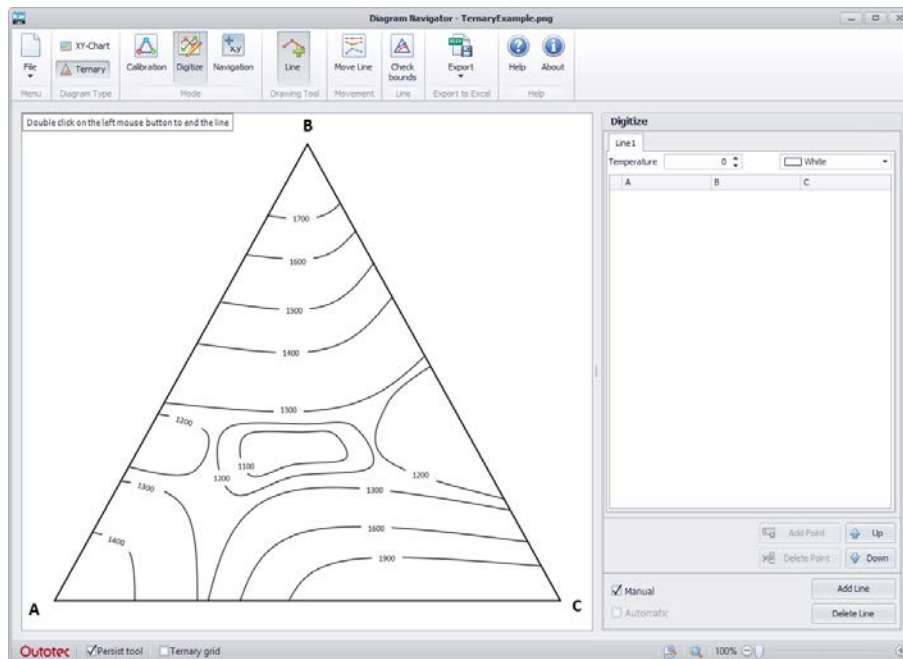 Diagram Navigator - TernaryExample.png
File
XY-Chart
Ternary
Calibration
Digitize
Navigation
Line
Move Line
Check bounds
Export
Help
About
Menu
Diagram Type
Mode
Drawing Tool
Movement
Line
Export to Excel
Help
Double click on the left mouse button to end the line
B
1700
1600
1500
1400
1300
1200
1100
1200
1200
1300
1300
1400
1600
1900
A
C
Digitize
Line1
Temperature 0 White
A B C
Add Point Up
Delete Point Down
Manual Add Line
Automatic Delete Line
Outotec Persist tool Ternary grid 100%